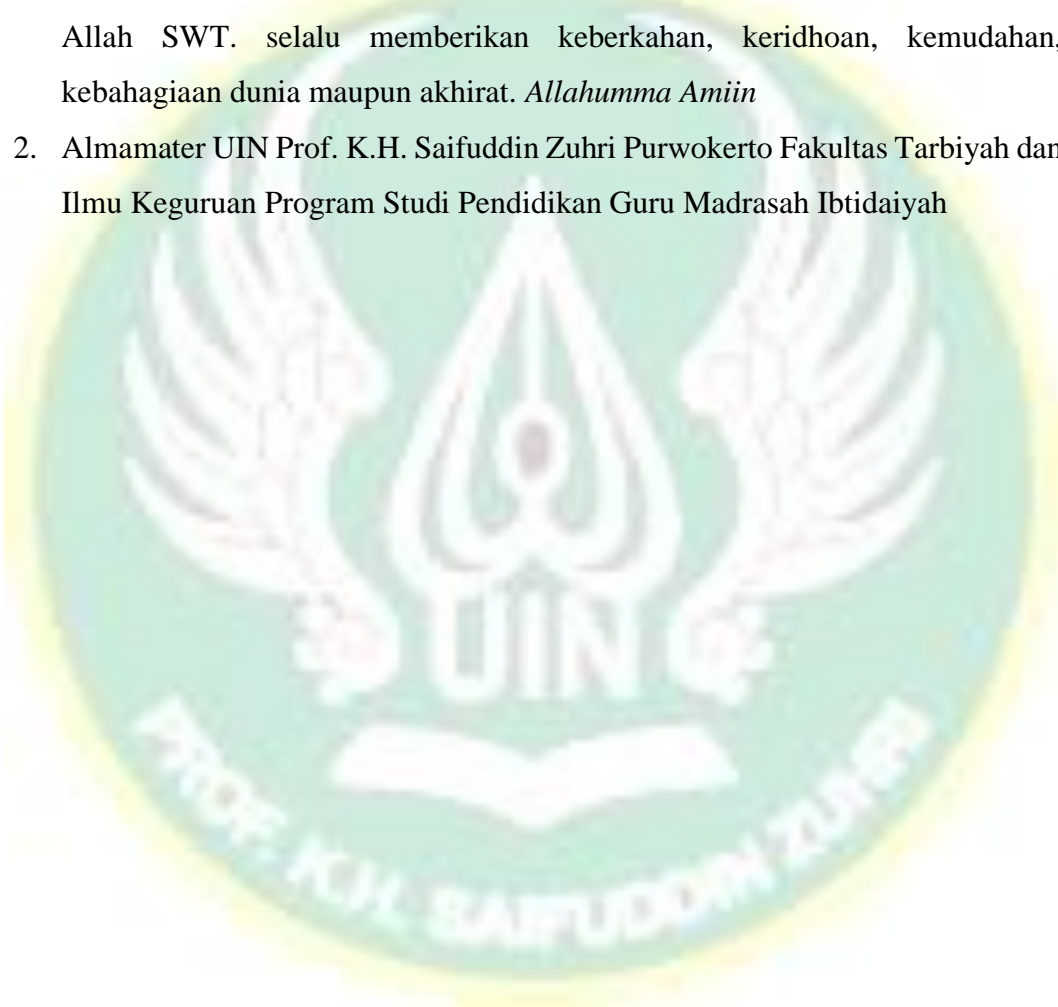 Allah SWT. selalu memberikan keberkahan, keridhoan, kemudahan,
kebahagiaan dunia maupun akhirat. Allahumma Amiin
2. Almamater UIN Prof. K.H. Saifuddin Zuhri Purwokerto Fakultas Tarbiyah dan
Ilmu Keguruan Program Studi Pendidikan Guru Madrasah Ibtidaiyah
UIN
PROF. K.H. SAIFUDDIN ZUHRI